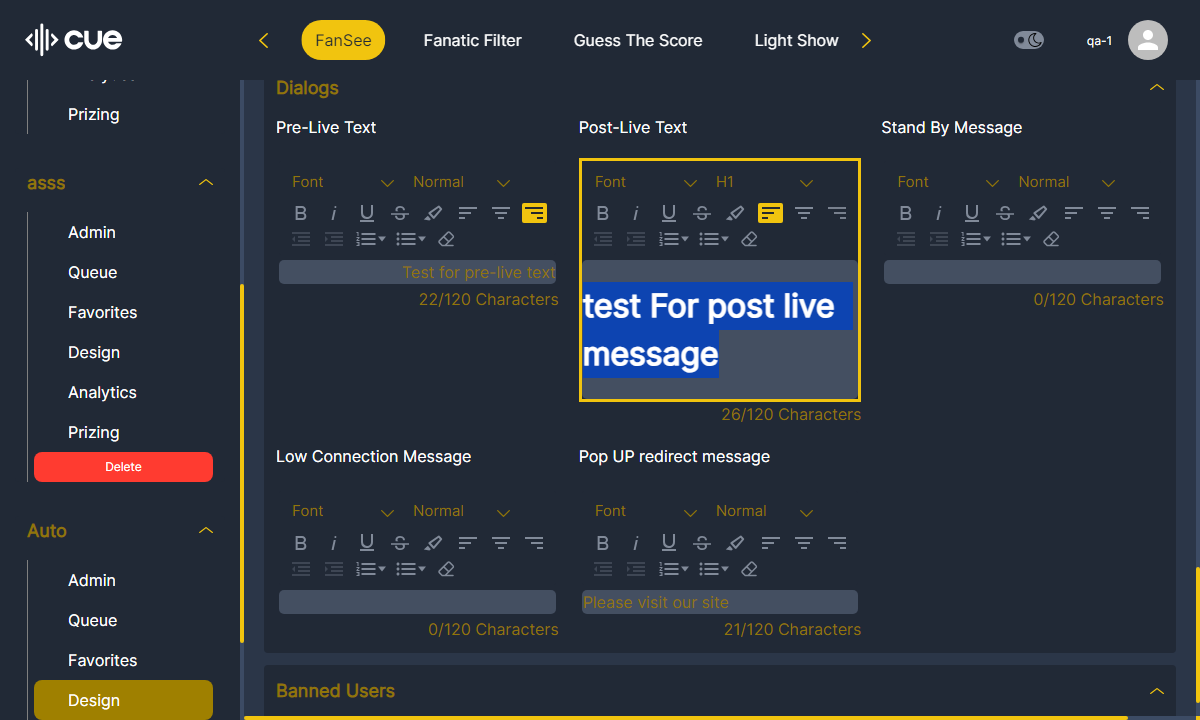 cue
FanSee
Fanatic Filter
Guess The Score
Light Show
qa-1
Prizing
asss
Admin
Queue
Favorites
Design
Analytics
Prizing
Delete
Auto
Admin
Queue
Favorites
Design
Dialogs
Pre-Live Text
Font Normal
B i U S
Test for pre-live text
22/120 Characters
Post-Live Text
Font H1
B i U S
test For post live
message
26/120 Characters
Stand By Message
Font Normal
B i U S
0/120 Characters
Low Connection Message
Font Normal
B i U S
0/120 Characters
Pop UP redirect message
Font Normal
B i U S
Please visit our site
21/120 Characters
Banned Users